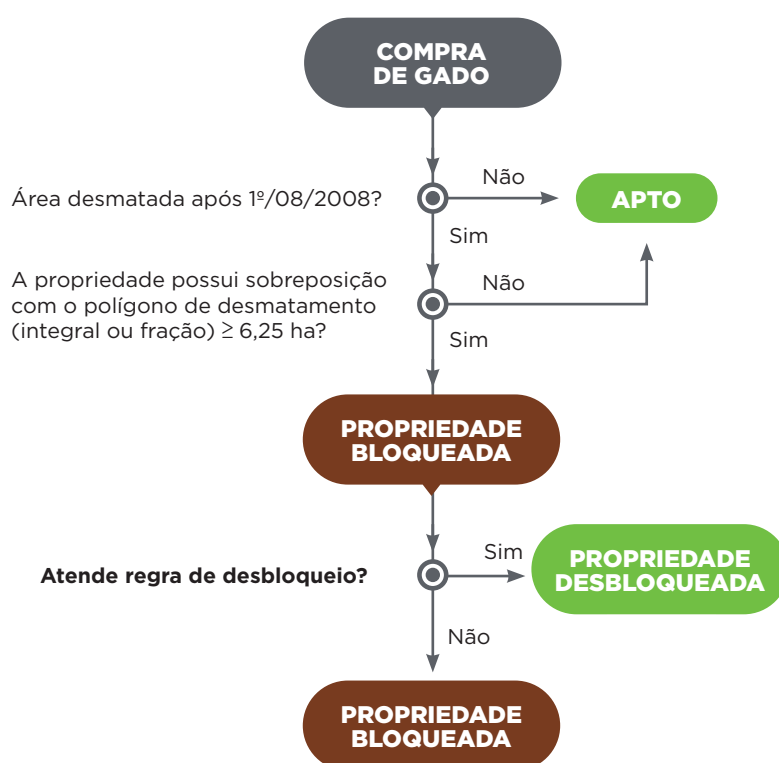 COMPRA
DE GADO
Área desmatada após 1º/08/2008?
Não
APTO
Sim
A propriedade possui sobreposição
com o polígono de desmatamento
(integral ou fração) ≥ 6,25 ha?
Não
Sim
PROPRIEDADE
BLOQUEADA
Atende regra de desbloqueio?
Sim
PROPRIEDADE
DESBLOQUEADA
Não
PROPRIEDADE
BLOQUEADA